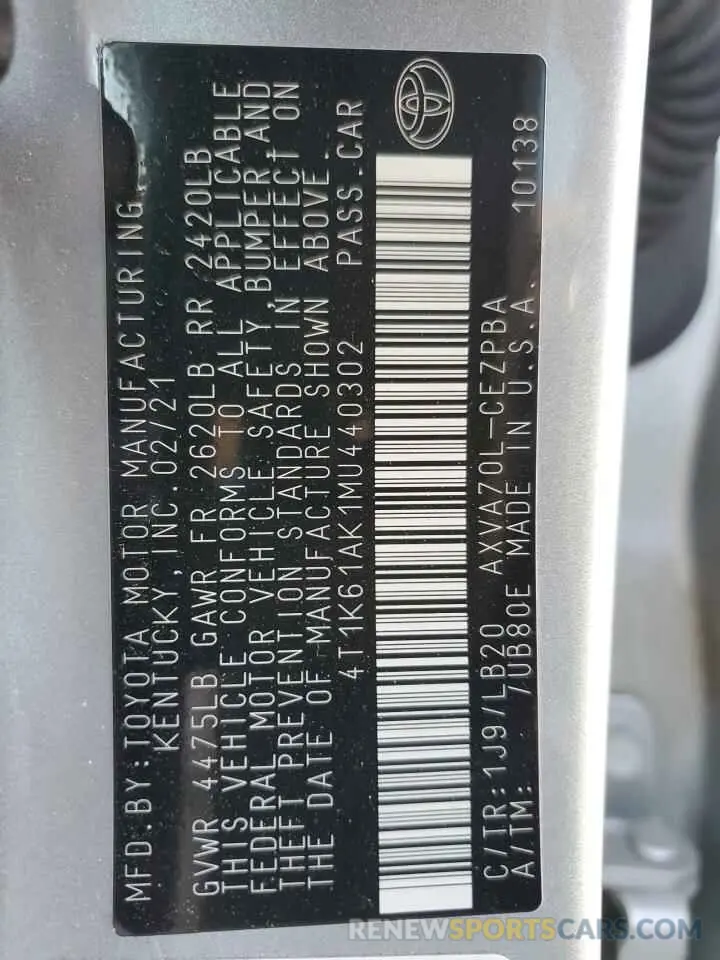 MFD.BY:TOYOTA MOTOR MANUFACTURING
KENTUCKY,INC.02/21
GVWR 4475LB GAWR FR 2620LB RR 2420LB
THIS VEHICLE CONFORMS TO ALL APPLICABLE
FEDERAL MOTOR VEHICLE SAFETY,BUMPER,AND
THEFT PREVENTION STANDARDS IN EFFECT ON
THE DATE OF MANUFACTURE SHOWN ABOVE.
4T1K61AK1MU440302 PASS.CAR
C/TR:1J9/LB20 AXVA70L-CEZPBA
A/TM: /UB80E MADE IN U.S.A. 10138
RENEWSPORTSCARS.COM